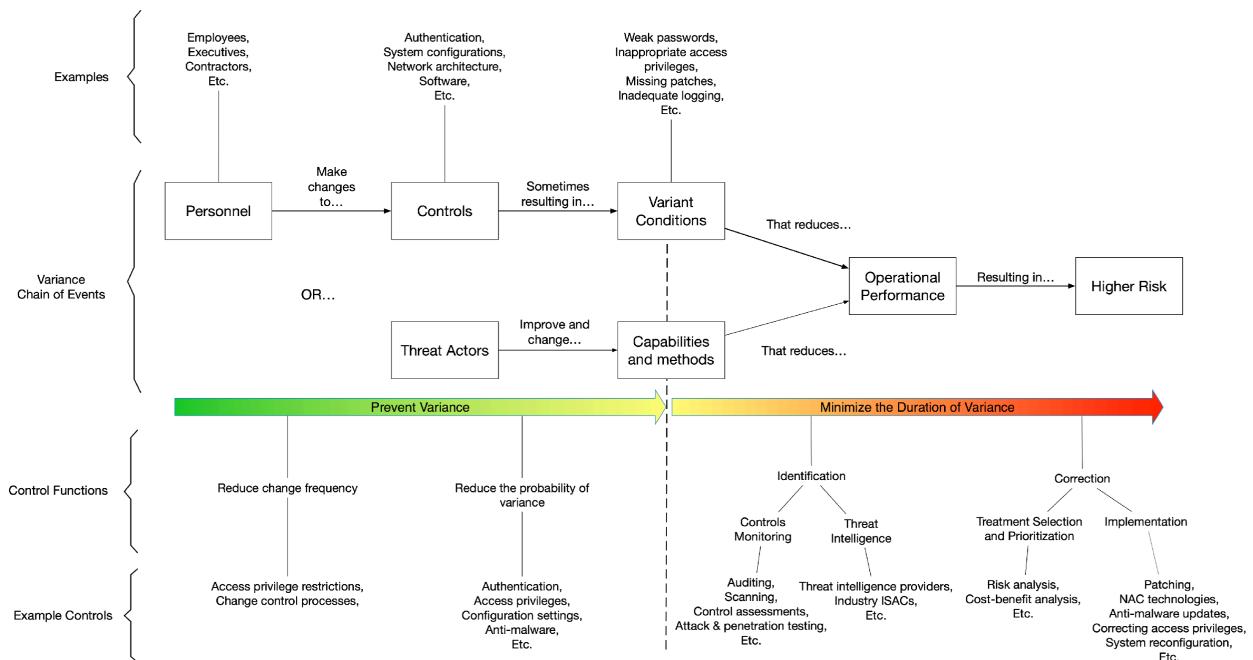 Examples
Employees,
Executives,
Contractors,
Etc.
Authentication,
System configurations,
Network architecture,
Software,
Etc.
Weak passwords,
Inappropriate access
privileges,
Missing patches,
Inadequate logging,
Etc.
Variance
Chain of Events
Personnel
Make
changes
to...
Controls
Sometimes
resulting in...
Variant
Conditions
That reduces...
OR...
Threat Actors
Improve and
change...
Capabilities
and methods
That reduces...
Operational
Performance
Resulting in...
Higher Risk
Prevent Variance
Minimize the Duration of Variance
Control Functions
Reduce change frequency
Reduce the probability of
variance
Identification
Controls
Monitoring
Threat
Intelligence
Correction
Treatment Selection
and Prioritization
Implementation
Example Controls
Access privilege restrictions,
Change control processes,
Authentication,
Access privileges,
Configuration settings,
Anti-malware,
Etc.
Auditing,
Scanning,
Control assessments,
Attack & penetration testing,
Etc.
Threat intelligence providers,
Industry ISACs,
Etc.
Risk analysis,
Cost-benefit analysis,
Etc.
Patching,
NAC technologies,
Anti-malware updates,
Correcting access privileges,
System reconfiguration,
Etc.